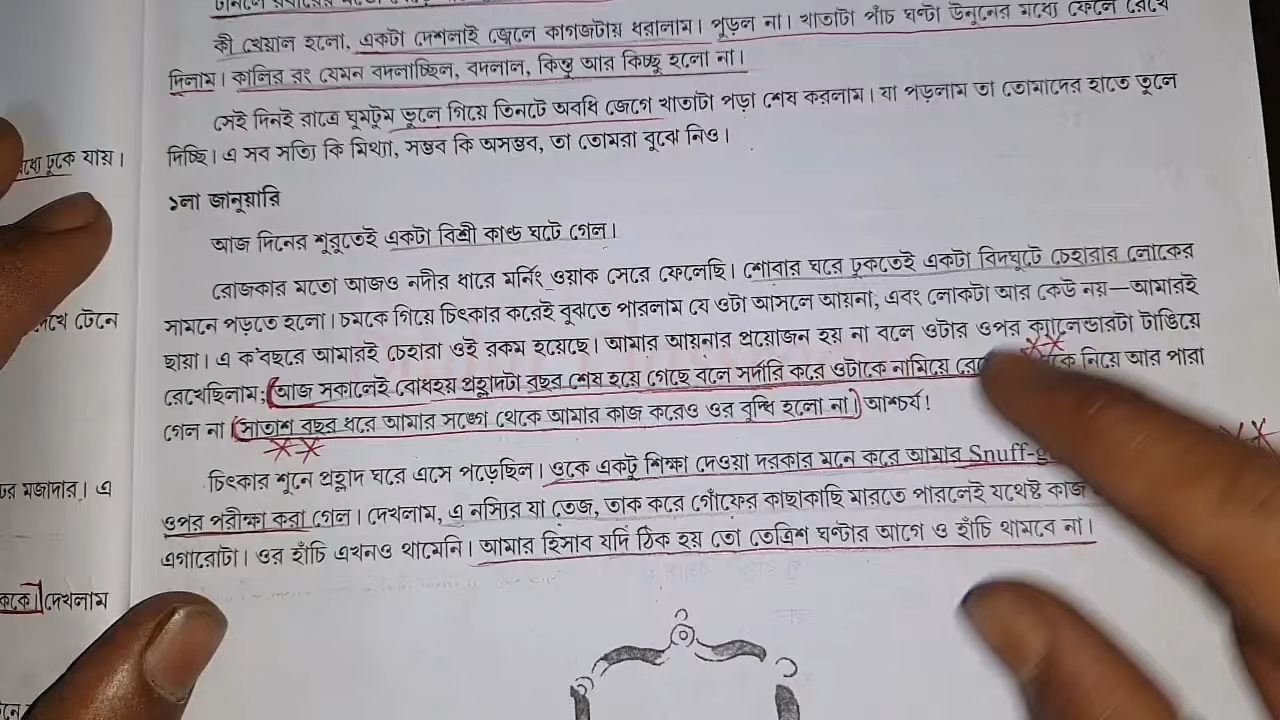 কী খেয়াল হলো, একটা দেশলাই জ্বেলে কাগজটায় ধরালাম। পুড়ল না। খাতাটা পাঁচ ঘন্টা উনুনের মধ্যে ফেলে রেখে
দিলাম। কালির রং যেমন বদলাচ্ছিল, বদলাল, কিন্তু আর কিচ্ছু হলো না।
সেই দিনই রাত্রে ঘুমটুম ভুলে গিয়ে তিনটে অবধি জেগে খাতাটা পড়া শেষ করলাম। যা পড়লাম তা তোমাদের হাতে তুলে
দিচ্ছি। এ সব সত্যি কি মিথ্যা, সম্ভব কি অসম্ভব, তা তোমরা বুঝে নিও।
ঢুকে যায়।
১লা জানুয়ারি
আজ দিনের শুরুতেই একটা বিশ্রী কাণ্ড ঘটে গেল।
রোজকার মতো আজও নদীর ধারে মর্নিং ওয়াক সেরে ফেলেছি। শোবার ঘরে ঢুকতেই একটা বিদঘুটে চেহারার লোকের
টেনে
সামনে পড়তে হলো। চমকে গিয়ে চিৎকার করেই বুঝতে পারলাম যে ওটা আসলে আয়না, এবং লোকটা আর কেউ নয়—আমারই
ছায়া। এ ক'বছরে আমারই চেহারা ওই রকম হয়েছে। আমার আয়নার প্রয়োজন হয় না বলে ওটার ওপর ক্যালেন্ডারটা টাঙিয়ে
রেখেছিলাম; আজ সকালেই বোধহয় প্রহ্লাদটা বছর শেষ হয়ে গেছে বলে সর্দারি করে ওটাকে নামিয়ে নিয়ে আর পারা
গেল না সাতাশ বছর ধরে আমার সঙ্গে থেকে আমার কাজ করেও ওর বুদ্ধি হলো না। আশ্চর্য!
চিৎকার শুনে প্রহ্লাদ ঘরে এসে পড়েছিল। ওকে একটু শিক্ষা দেওয়া দরকার মনে করে আমার Snuff-g
মজাদার। এ
ওপর পরীক্ষা করা গেল। দেখলাম, এ নস্যির যা তেজ, তাক করে গোঁফের কাছাকাছি মারতে পারলেই যথেষ্ট কাজ
এগারোটা। ওর হাঁচি এখনও থামেনি। আমার হিসাব যদি ঠিক হয় তো তেত্রিশ ঘন্টার আগে ও হাঁচি থামবে না।
দেখলাম